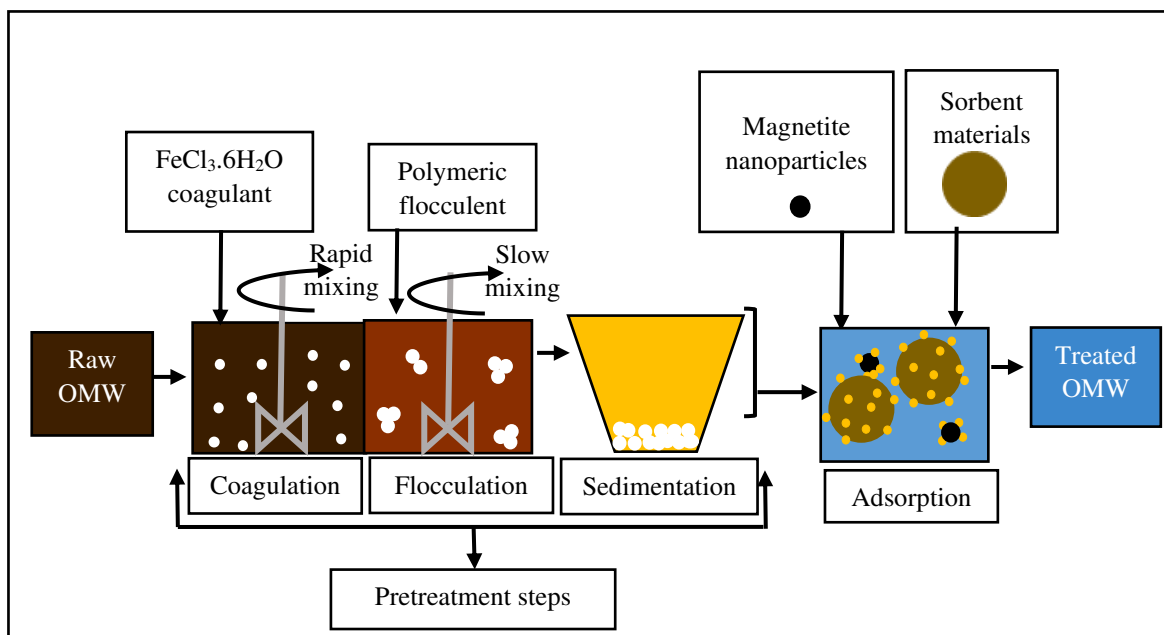 FeCl₃.6H₂O
coagulant
Polymeric
flocculent
Magnetite
nanoparticles
Sorbent
materials
Rapid
mixing
Slow
mixing
Raw
OMW
Treated
OMW
Coagulation
Flocculation
Sedimentation
Adsorption
Pretreatment steps